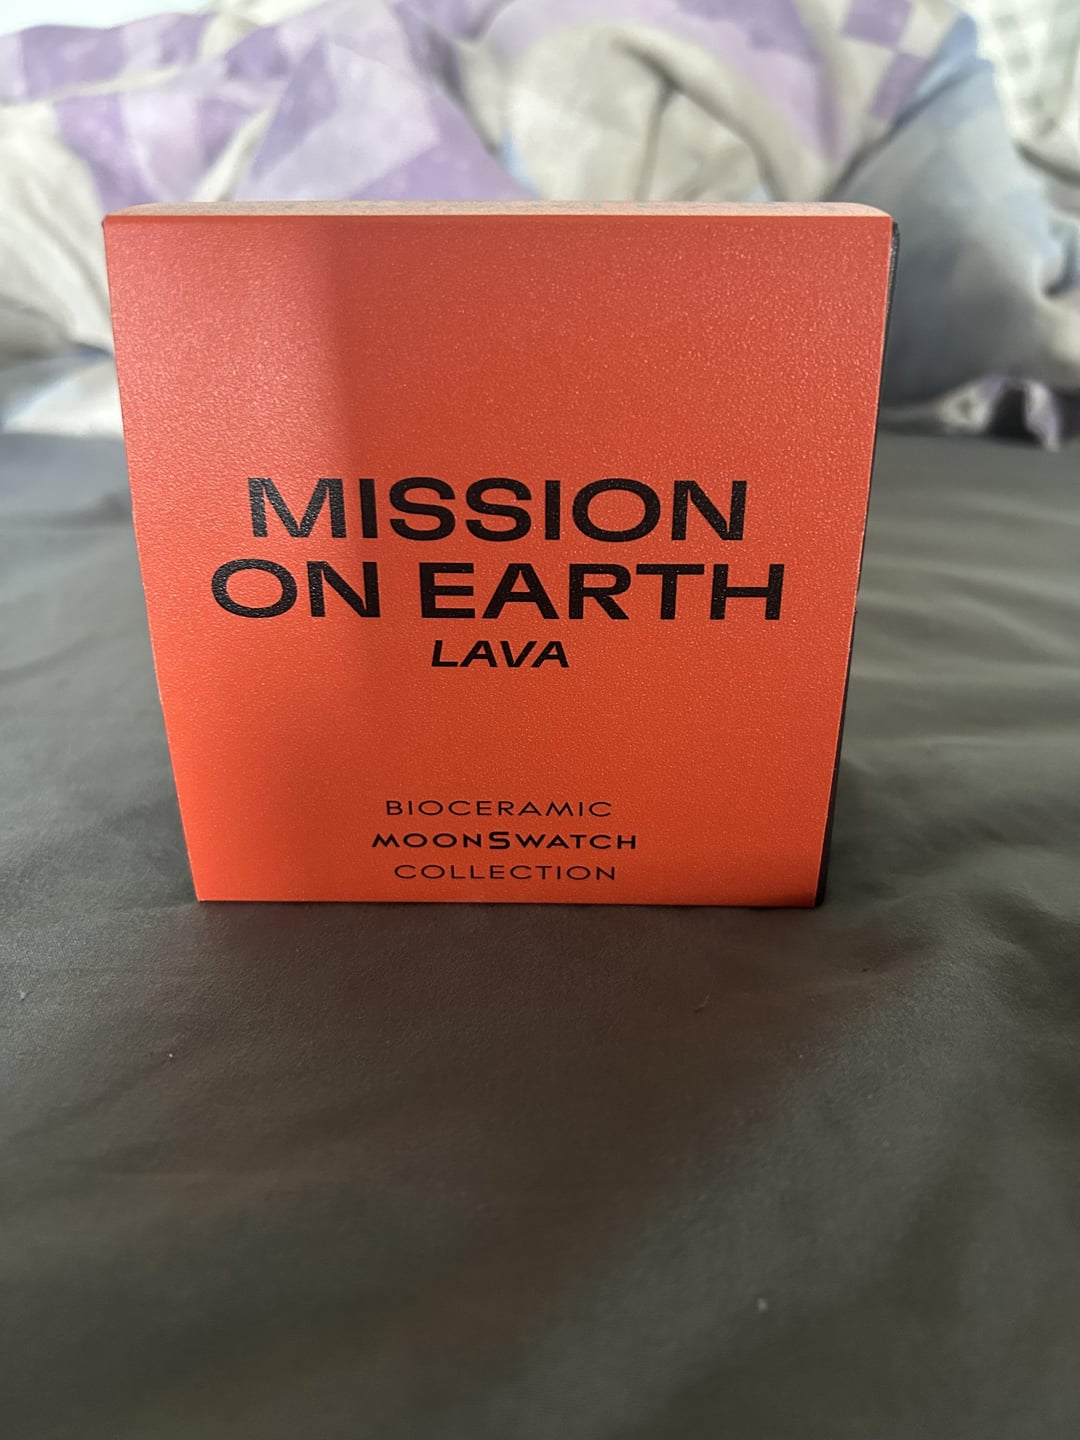 MISSION
ON EARTH
LAVA
BIOCERAMIC
MOONSWATCH
COLLECTION